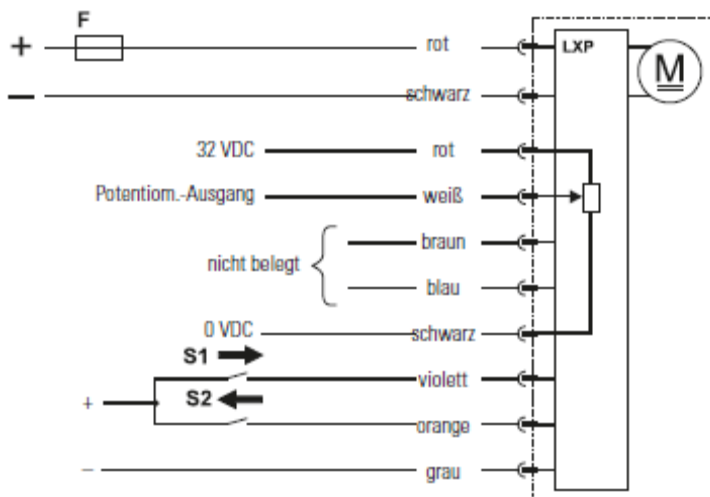 F
+ rot LXP M
− schwarz
32 VDC rot
Potentiom.-Ausgang weiß
braun
nicht belegt
blau
0 VDC schwarz
S1
violett
S2
+
orange
− grau